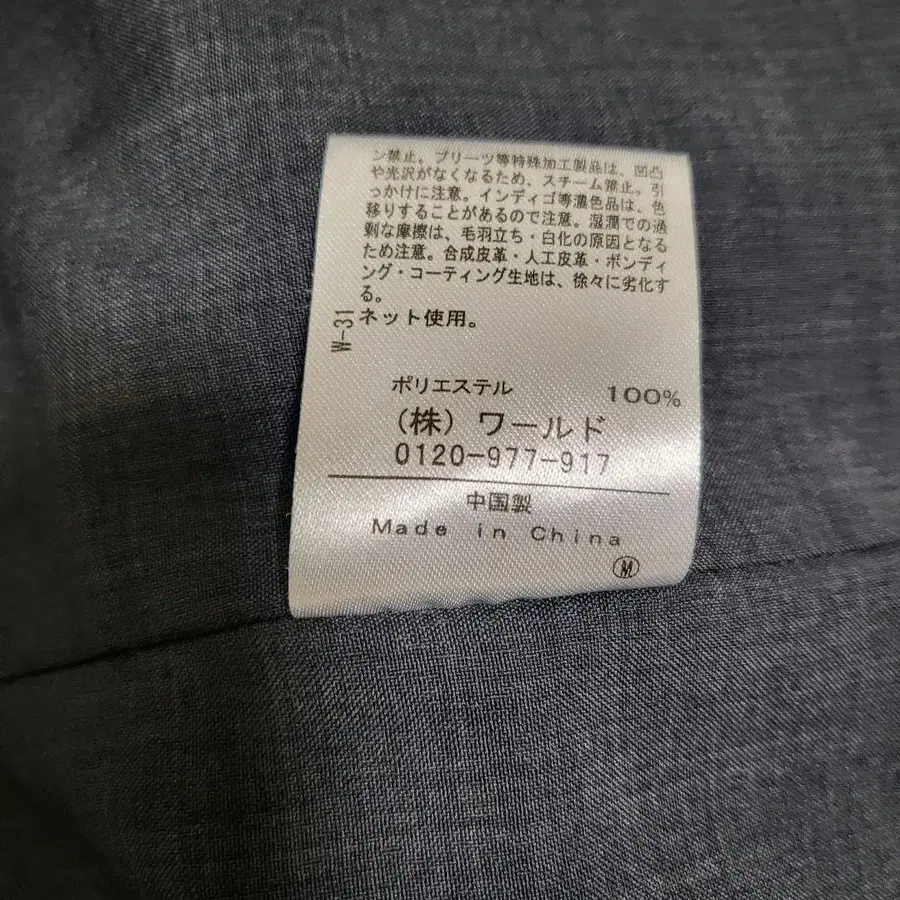 ン禁止。プリーツ等特殊加工製品は、凹凸
や光沢がなくなるため、スチーム禁止。引
っかけに注意。インディゴ等濃色品は、色
移りすることがあるので注意。湿潤での過
剰な摩擦は、毛羽立ち・白化の原因となる
ため注意。合成皮革・人工皮革・ボンディ
ング・コーティング生地は、徐々に劣化す
る。
ネット使用。
W-31
ポリエステル 100%
(株) ワールド
0120-977-917
中国製
Made in China
M